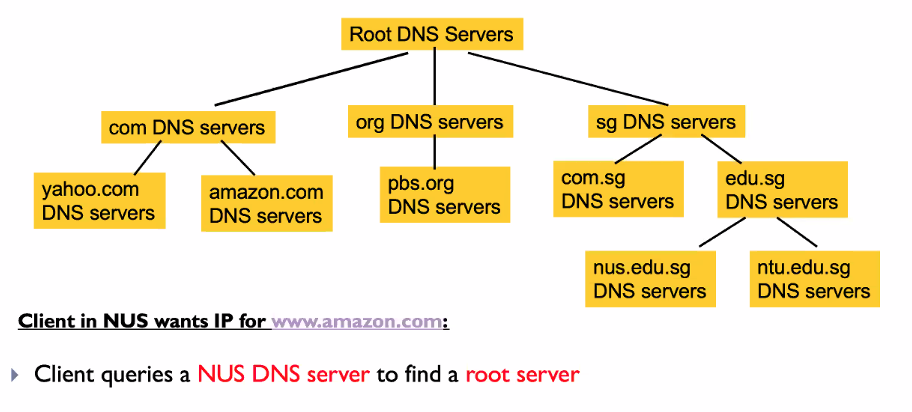 Root DNS Servers
com DNS servers
org DNS servers
sg DNS servers
yahoo.com
DNS servers
amazon.com
DNS servers
pbs.org
DNS servers
com.sg
DNS servers
edu.sg
DNS servers
nus.edu.sg
DNS servers
ntu.edu.sg
DNS servers
Client in NUS wants IP for www.amazon.com:
Client queries a NUS DNS server to find a root server